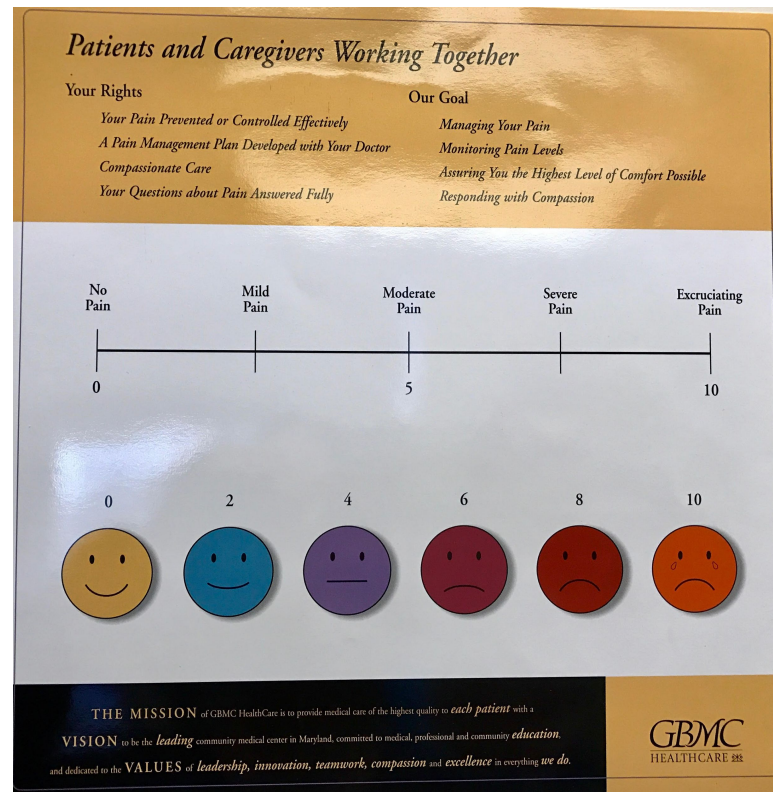 Patients and Caregivers Working Together
Your Rights
Your Pain Prevented or Controlled Effectively
A Pain Management Plan Developed with Your Doctor
Compassionate Care
Your Questions about Pain Answered Fully
Our Goal
Managing Your Pain
Monitoring Pain Levels
Assuring You the Highest Level of Comfort Possible
Responding with Compassion
No
Pain
Mild
Pain
Moderate
Pain
Severe
Pain
Excruciating
Pain
0 5 10
0 2 4 6 8 10
THE MISSION of GBMC HealthCare is to provide medical care of the highest quality to each patient with a
VISION to be the leading community medical center in Maryland, committed to medical, professional and community education,
and dedicated to the VALUES of leadership, innovation, teamwork, compassion and excellence in everything we do.
GBMC
HEALTHCARE